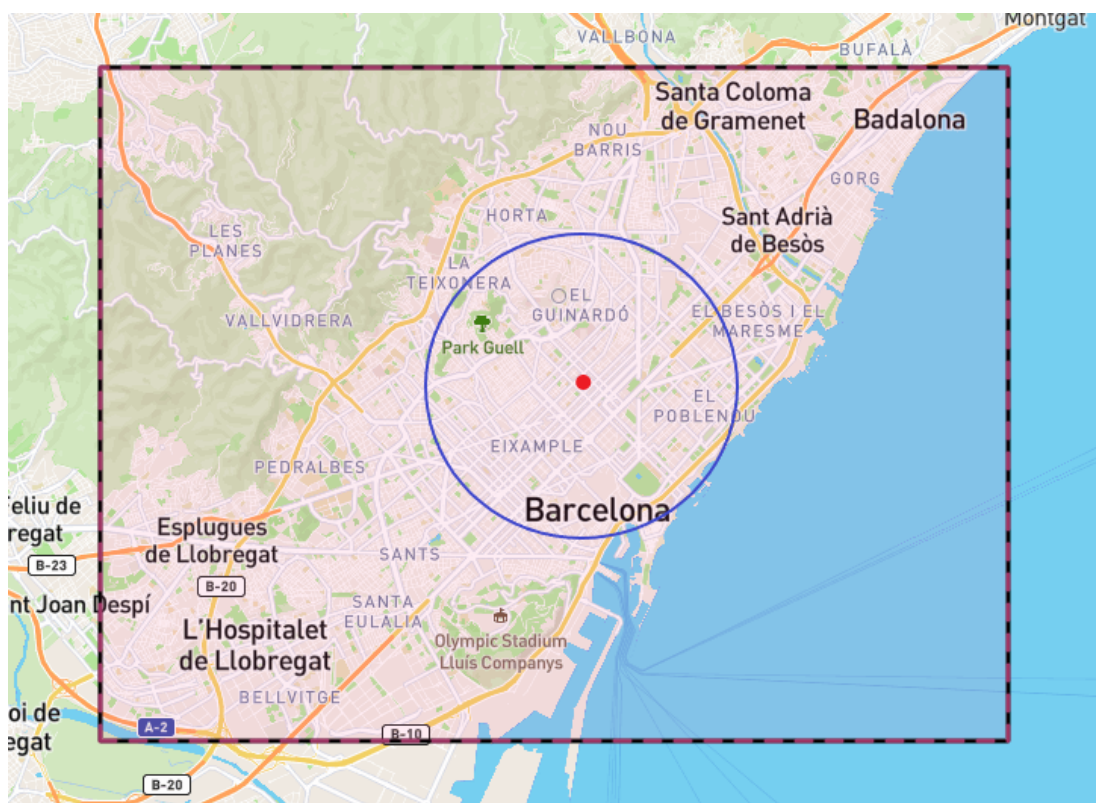 Montgat
VALLBONA
BUFALÀ
Santa Coloma
de Gramenet
Badalona
NOU
BARRIS
GORG
HORTA
Sant Adrià
de Besòs
LES
PLANES
LA
TEIXONERA
EL
GUINARDÓ
EL BESÒS I EL
MARESME
VALLVIDRERA
Park Guell
EL
POBLENOU
EIXAMPLE
PEDRALBES
Feliu de
regat
Barcelona
Esplugues
de Llobregat
SANTS
B-23
B-20
nt Joan Despí
SANTA
EULALIA
L'Hospitalet
de Llobregat
Olympic Stadium
Lluís Companys
BELLVITGE
oi de
egat
A-2
B-10
B-20